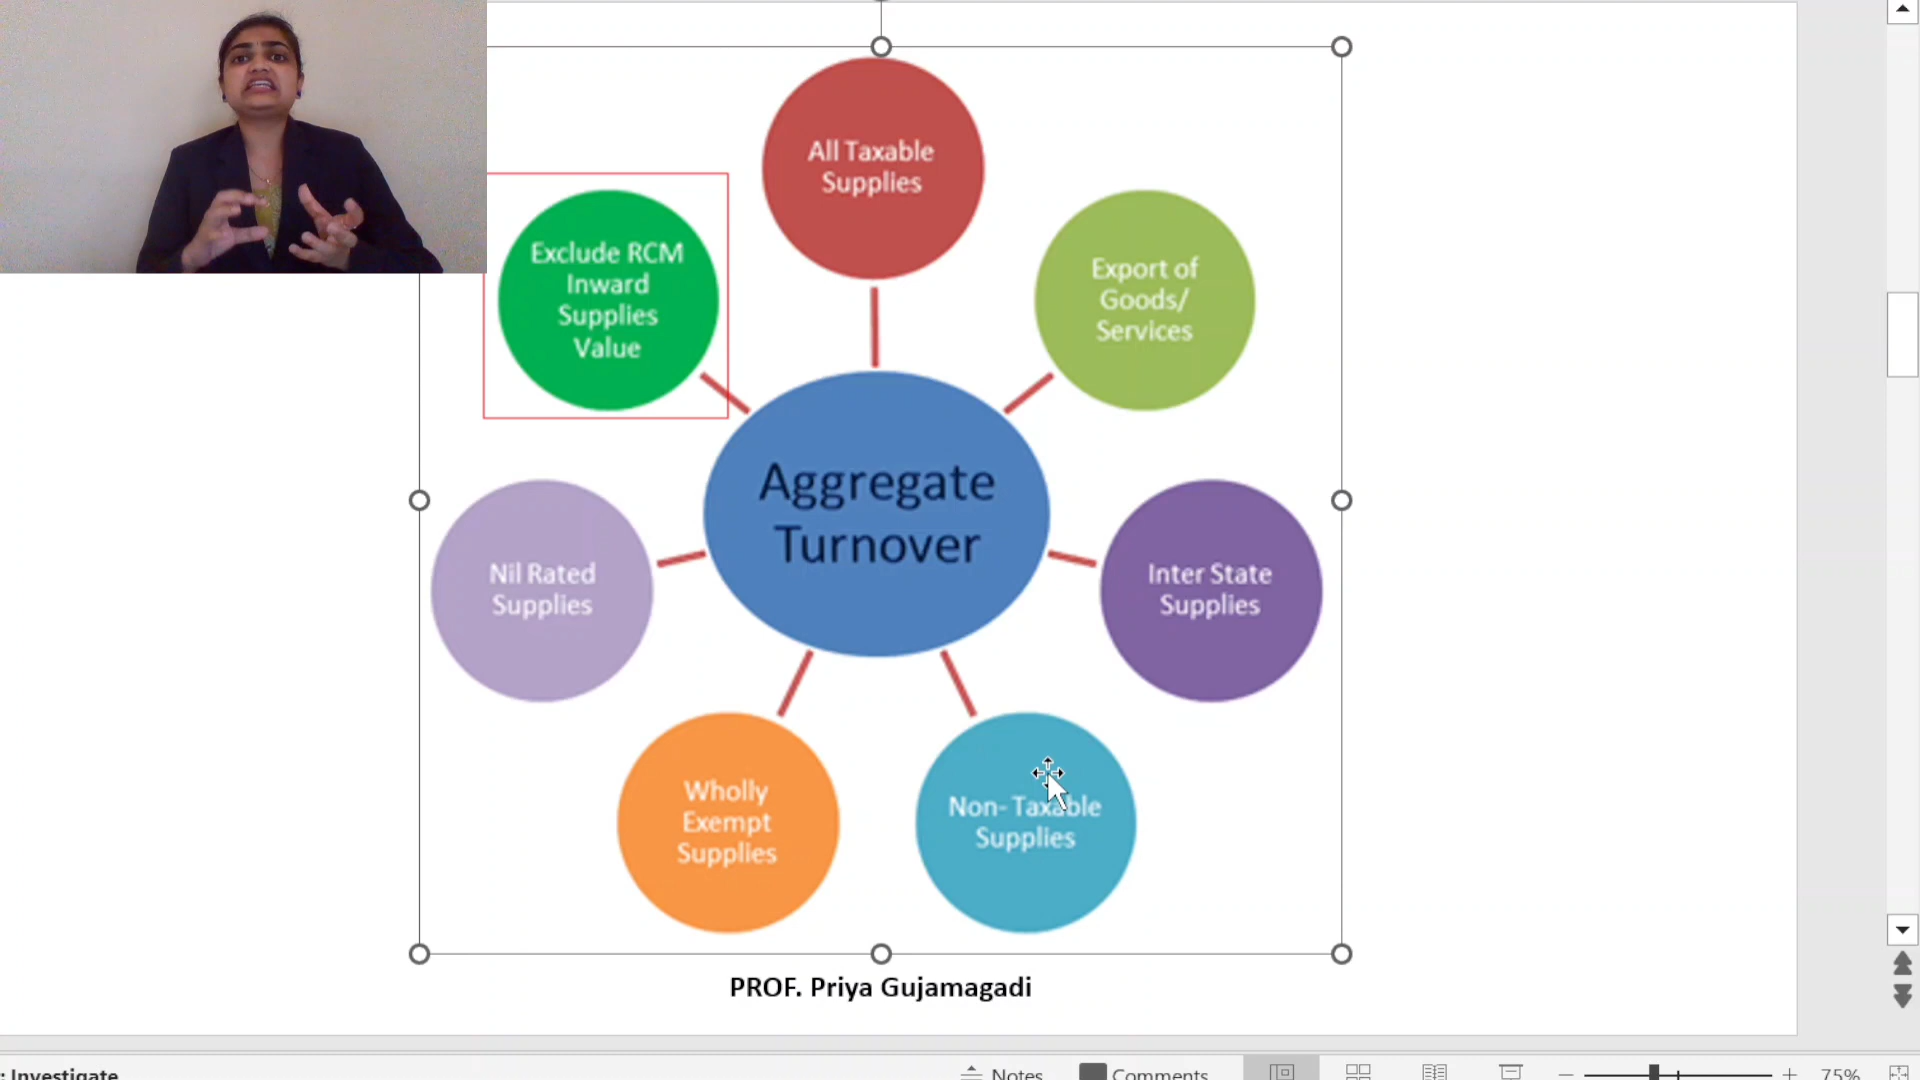 All Taxable
Supplies
Exclude RCM
Inward
Supplies
Value
Export of
Goods/
Services
Aggregate
Turnover
Nil Rated
Supplies
Inter State
Supplies
Wholly
Exempt
Supplies
Non- Taxable
Supplies
PROF. Priya Gujamagadi
: Investigate
Notes
Comments
75%